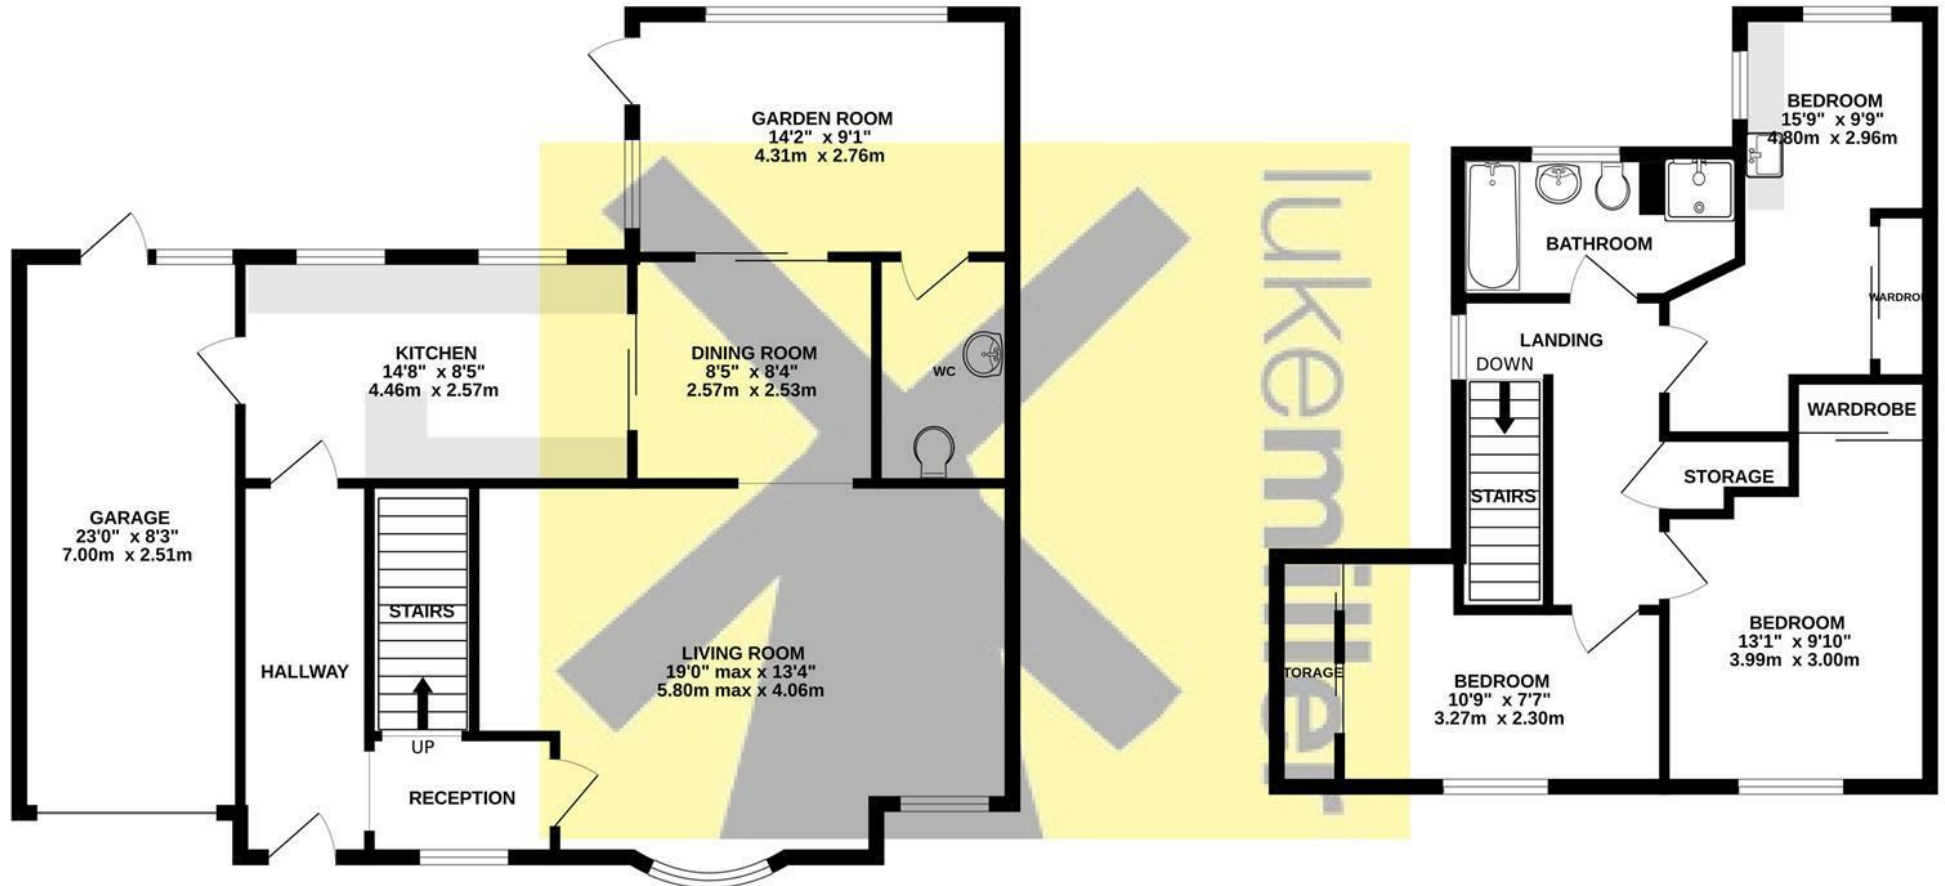 GARDEN ROOM
14'2" x 9'1"
4.31m x 2.76m
KITCHEN
14'8" x 8'5"
4.46m x 2.57m
DINING ROOM
8'5" x 8'4"
2.57m x 2.53m
WC
GARAGE
23'0" x 8'3"
7.00m x 2.51m
HALLWAY
STAIRS
UP
RECEPTION
LIVING ROOM
19'0" max x 13'4"
5.80m max x 4.06m
lukemiller
BEDROOM
15'9" x 9'9"
4.80m x 2.96m
BATHROOM
WARDRO
LANDING
DOWN
STAIRS
WARDROBE
STORAGE
TORAGE
BEDROOM
10'9" x 7'7"
3.27m x 2.30m
BEDROOM
13'1" x 9'10"
3.99m x 3.00m